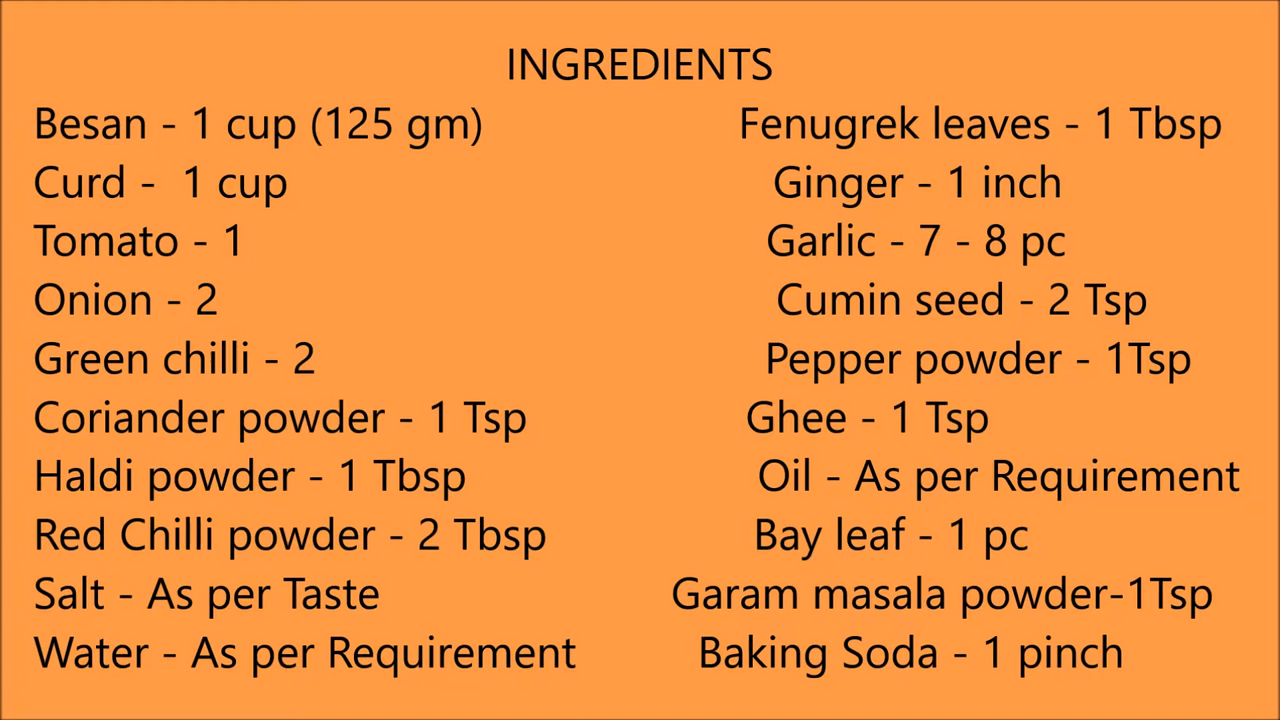 INGREDIENTS
Besan - 1 cup (125 gm)
Curd -  1 cup
Tomato - 1
Onion - 2
Green chilli - 2
Coriander powder - 1 Tsp
Haldi powder - 1 Tbsp
Red Chilli powder - 2 Tbsp
Salt - As per Taste
Water - As per Requirement
Fenugrek leaves - 1 Tbsp
Ginger - 1 inch
Garlic - 7 - 8 pc
Cumin seed - 2 Tsp
Pepper powder - 1Tsp
Ghee - 1 Tsp
Oil - As per Requirement
Bay leaf - 1 pc
Garam masala powder-1Tsp
Baking Soda - 1 pinch